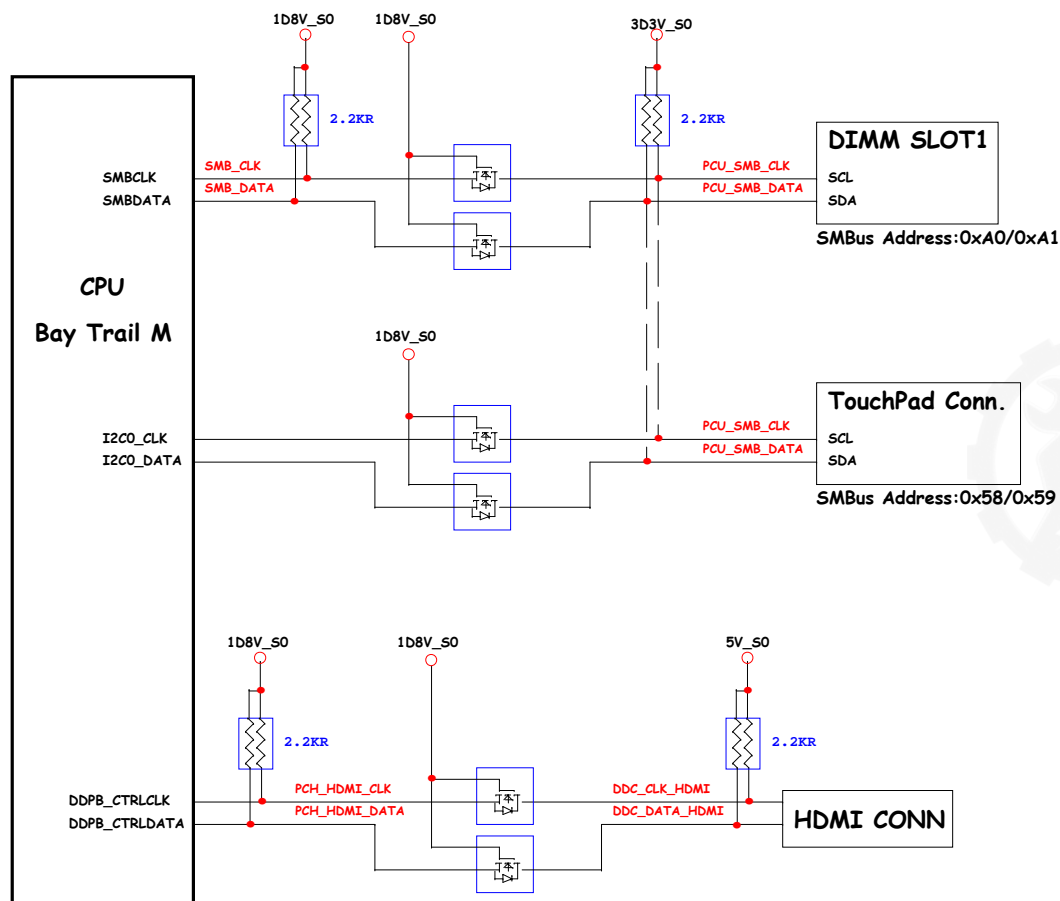 1D8V_S0
1D8V_S0
3D3V_S0
2.2KR
2.2KR
DIMM SLOT1
SMB_CLK
PCU_SMB_CLK
SMBCLK
SCL
SMB_DATA
PCU_SMB_DATA
SMBDATA
SDA
SMBus Address:0xA0/0xA1
CPU
Bay Trail M
1D8V_S0
TouchPad Conn.
PCU_SMB_CLK
I2C0_CLK
SCL
PCU_SMB_DATA
I2C0_DATA
SDA
SMBus Address:0x58/0x59
1D8V_S0
1D8V_S0
5V_S0
2.2KR
2.2KR
PCH_HDMI_CLK
DDC_CLK_HDMI
DDPB_CTRLCLK
PCH_HDMI_DATA
DDC_DATA_HDMI
DDPB_CTRLDATA
HDMI CONN